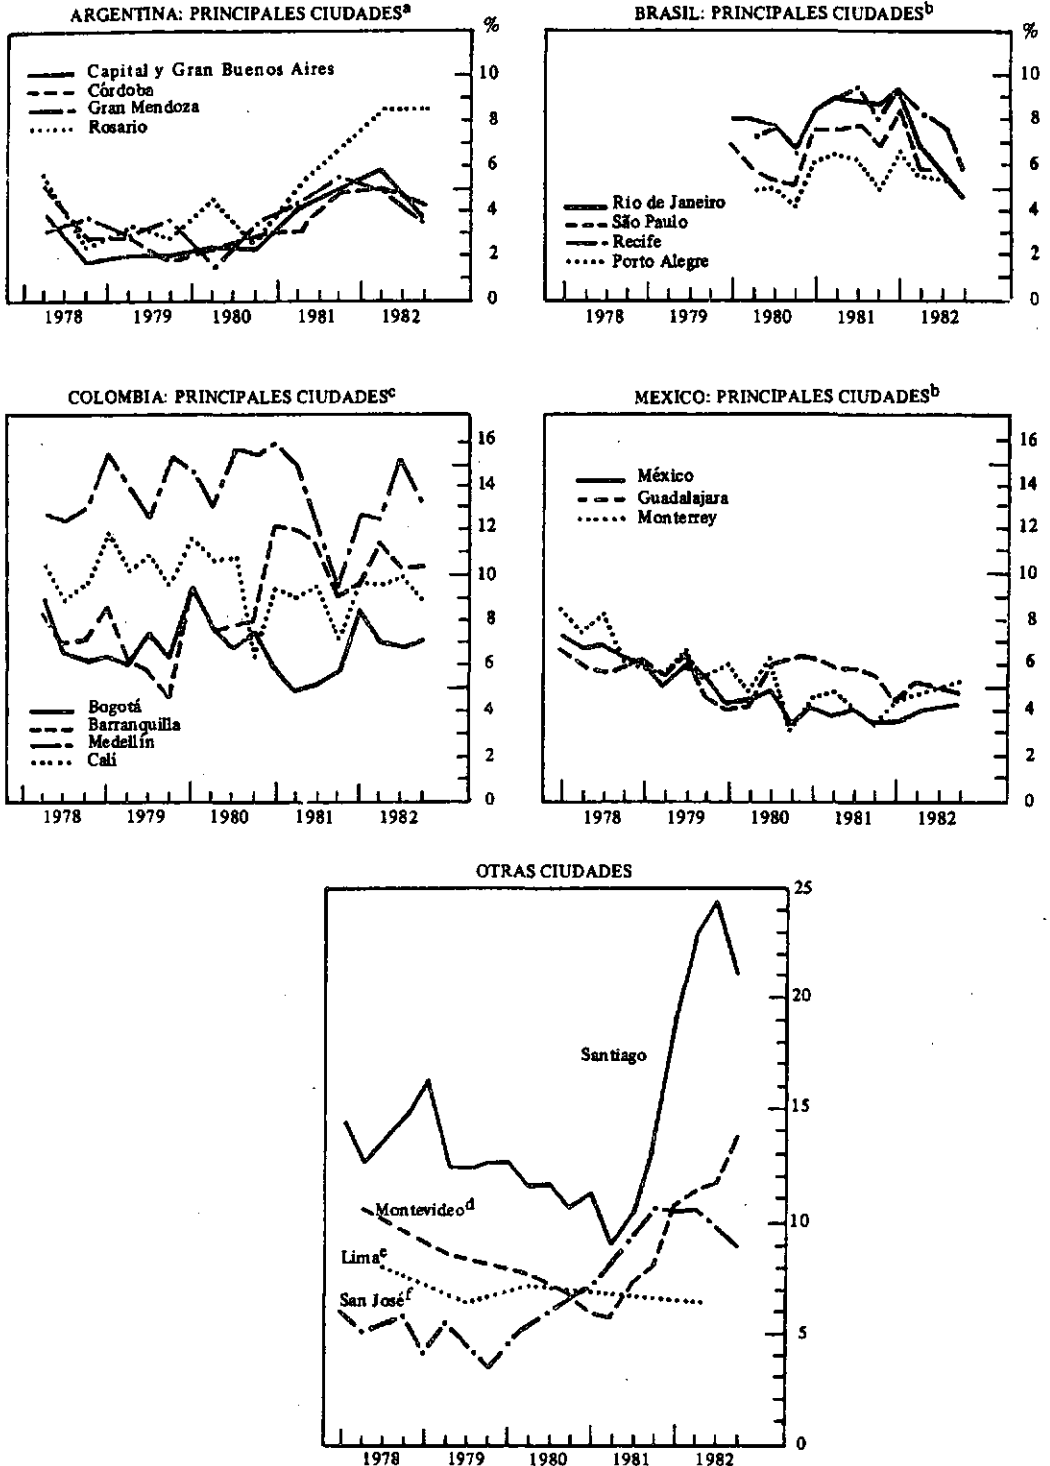 ARGENTINA: PRINCIPALES CIUDADESa
%
Capital y Gran Buenos Aires
Córdoba
Gran Mendoza
Rosario
10
8
6
4
2
0
1978 1979 1980 1981 1982
BRASIL: PRINCIPALES CIUDADESb
%
10
8
6
4
2
0
Río de Janeiro
São Paulo
Recife
Porto Alegre
1978 1979 1980 1981 1982
COLOMBIA: PRINCIPALES CIUDADESc
16
14
12
10
8
6
4
2
0
Bogotá
Barranquilla
Medellín
Cali
1978 1979 1980 1981 1982
MEXICO: PRINCIPALES CIUDADESb
México
Guadalajara
Monterrey
16
14
12
10
8
6
4
2
0
1978 1979 1980 1981 1982
OTRAS CIUDADES
25
20
15
10
5
0
Santiago
Montevideod
Limae
San Joséf
1978 1979 1980 1981 1982